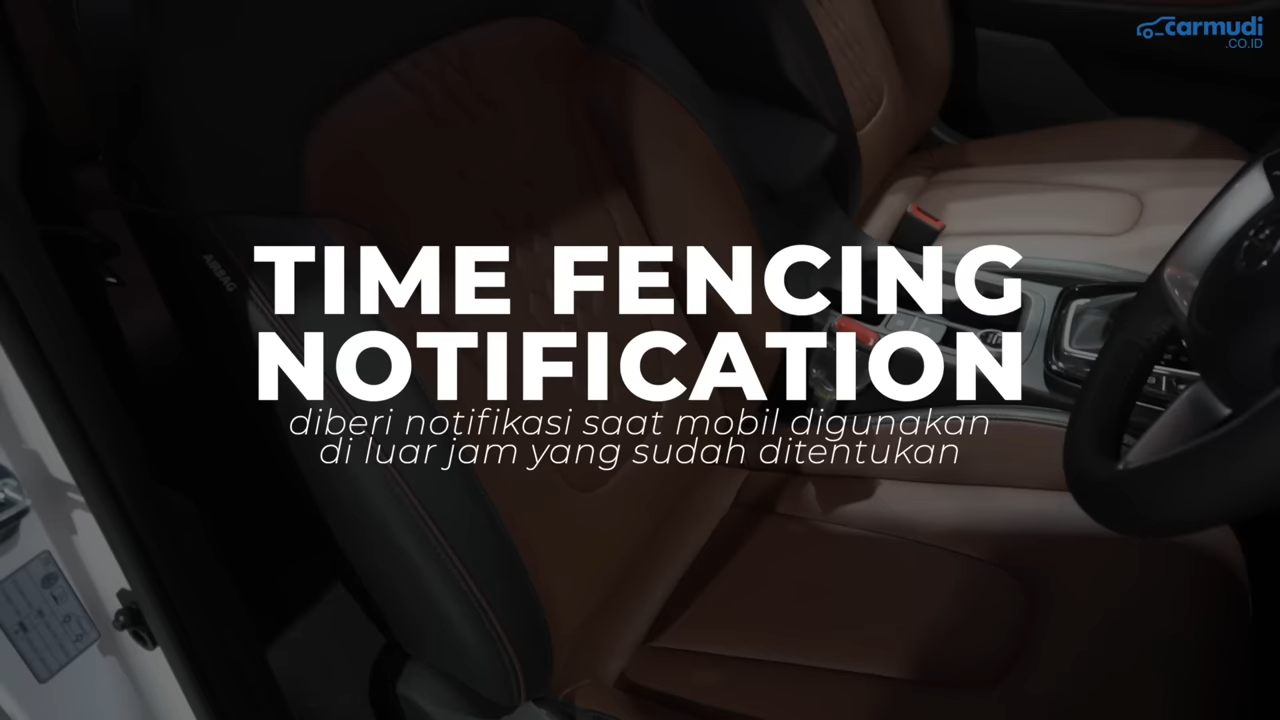 carmudi
.CO.ID
AIRBAG
TIME FENCING
NOTIFICATION
diberi notifikasi saat mobil digunakan
di luar jam yang sudah ditentukan